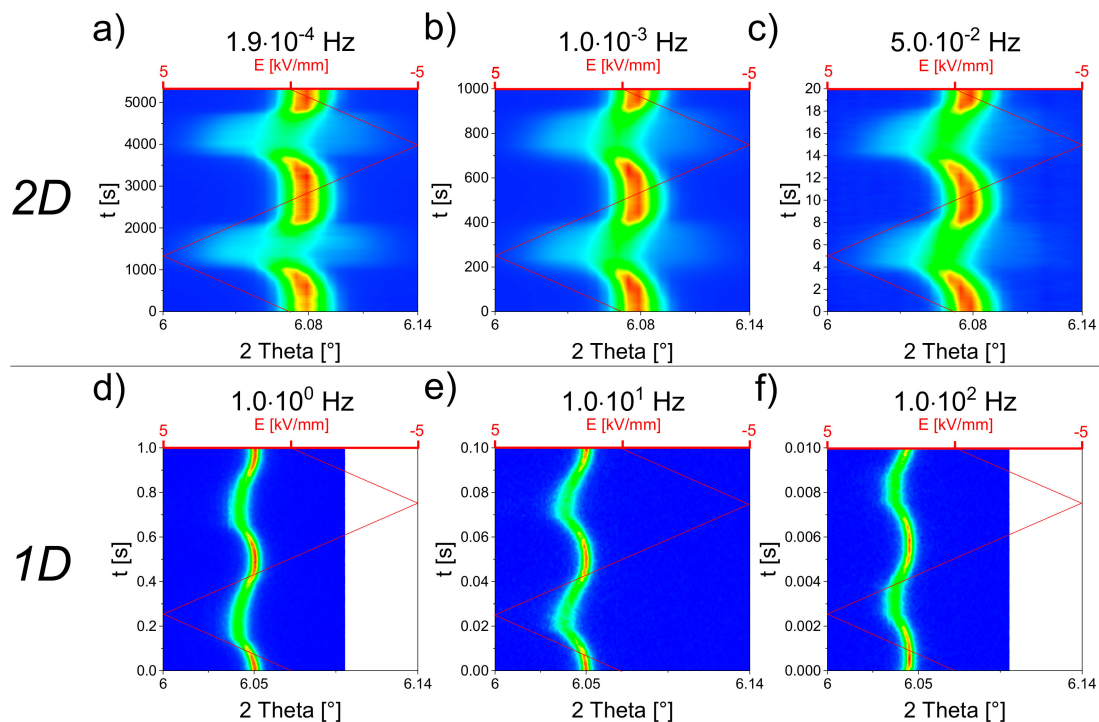 a)
1.9·10⁻⁴ Hz
E [kV/mm]
5
-5
5000
4000
3000
2000
1000
0
t [s]
6
6.08
6.14
2 Theta [°]
b)
1.0·10⁻³ Hz
E [kV/mm]
5
-5
1000
800
600
400
200
0
t [s]
6
6.08
6.14
2 Theta [°]
c)
5.0·10⁻² Hz
E [kV/mm]
5
-5
20
18
16
14
12
10
8
6
4
2
0
t [s]
6
6.08
6.14
2 Theta [°]
2D
d)
1.0·10⁰ Hz
E [kV/mm]
5
-5
1.0
0.8
0.6
0.4
0.2
0.0
t [s]
6
6.05
6.14
2 Theta [°]
e)
1.0·10¹ Hz
E [kV/mm]
5
-5
0.10
0.08
0.06
0.04
0.02
0.00
t [s]
6
6.05
6.14
2 Theta [°]
f)
1.0·10² Hz
E [kV/mm]
5
-5
0.010
0.008
0.006
0.004
0.002
0.000
t [s]
6
6.05
6.14
2 Theta [°]
1D